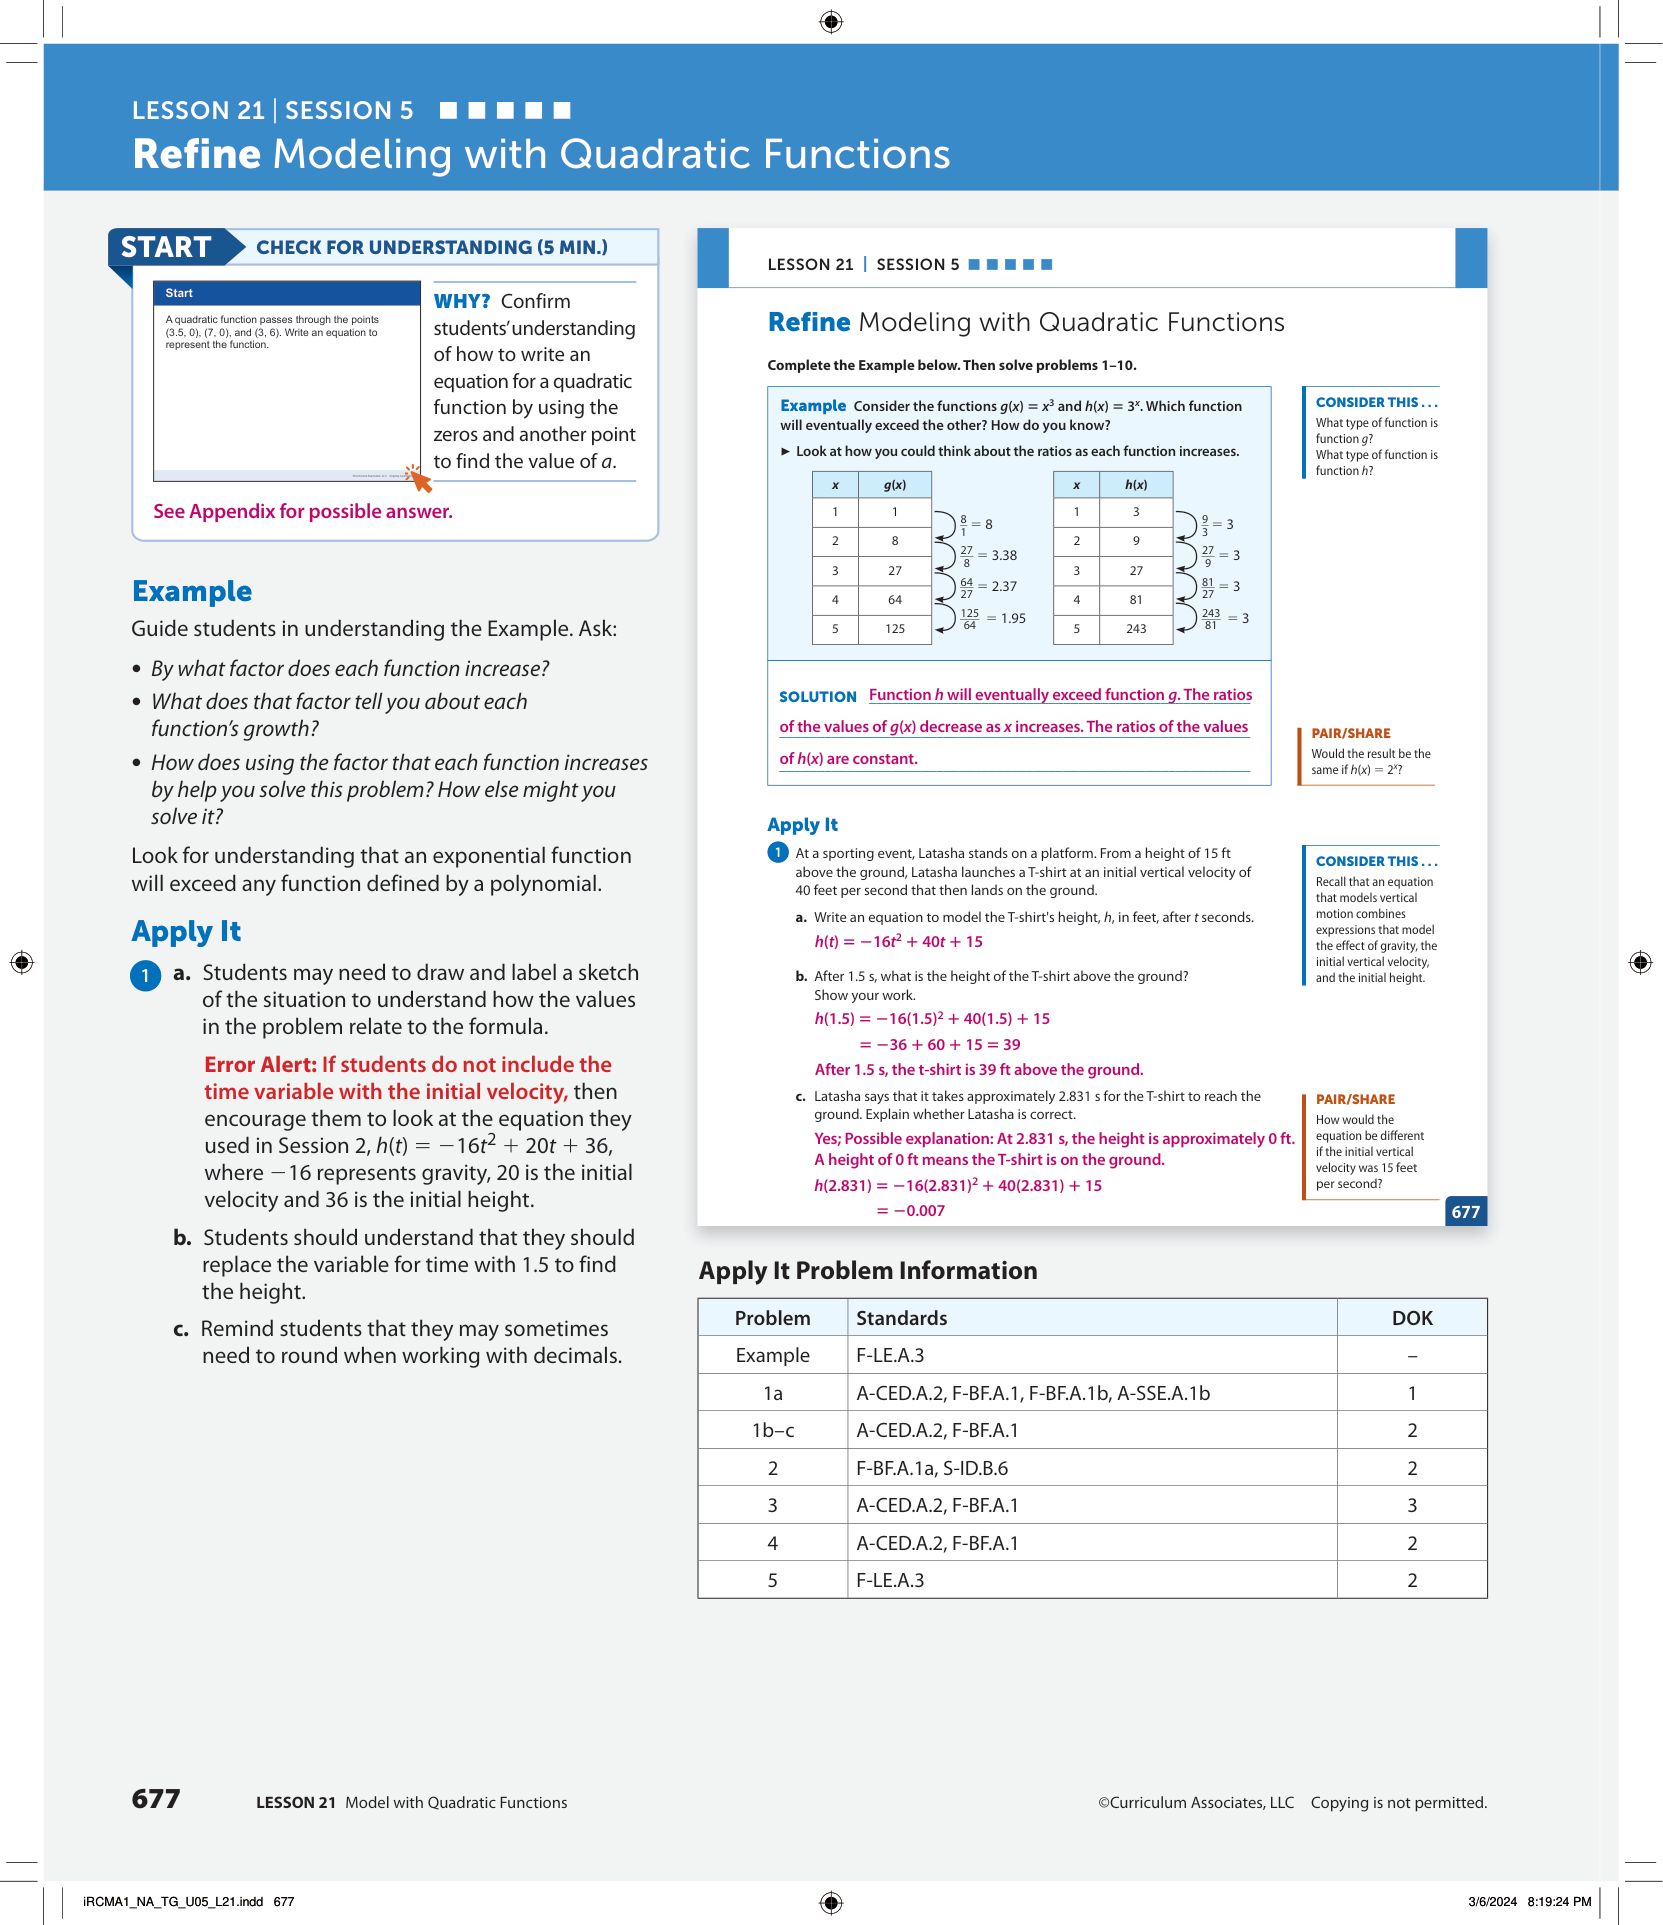 LESSON 21 | SESSION 5
Refine Modeling with Quadratic Functions
START
CHECK FOR UNDERSTANDING (5 MIN.)
Start
A quadratic function passes through the points
(3.5, 0), (7, 0), and (3, 6). Write an equation to
represent the function.
WHY? Confirm
students' understanding
of how to write an
equation for a quadratic
function by using the
zeros and another point
to find the value of a.
See Appendix for possible answer.
Example
Guide students in understanding the Example. Ask:
• By what factor does each function increase?
• What does that factor tell you about each
function's growth?
• How does using the factor that each function increases
by help you solve this problem? How else might you
solve it?
Look for understanding that an exponential function
will exceed any function defined by a polynomial.
Apply It
1 a. Students may need to draw and label a sketch
of the situation to understand how the values
in the problem relate to the formula.
Error Alert: If students do not include the
time variable with the initial velocity, then
encourage them to look at the equation they
used in Session 2, h(t) = −16t² + 20t + 36,
where −16 represents gravity, 20 is the initial
velocity and 36 is the initial height.
b. Students should understand that they should
replace the variable for time with 1.5 to find
the height.
c. Remind students that they may sometimes
need to round when working with decimals.
LESSON 21 | SESSION 5
Refine Modeling with Quadratic Functions
Complete the Example below. Then solve problems 1–10.
Example Consider the functions g(x) = x³ and h(x) = 3ˣ. Which function
will eventually exceed the other? How do you know?
► Look at how you could think about the ratios as each function increases.
x g(x)
1 1
2 8
3 27
4 64
5 125
8/1 = 8
27/8 = 3.38
64/27 = 2.37
125/64 = 1.95
x h(x)
1 3
2 9
3 27
4 81
5 243
9/3 = 3
27/9 = 3
81/27 = 3
243/81 = 3
SOLUTION Function h will eventually exceed function g. The ratios
of the values of g(x) decrease as x increases. The ratios of the values
of h(x) are constant.
CONSIDER THIS . . .
What type of function is
function g?
What type of function is
function h?
PAIR/SHARE
Would the result be the
same if h(x) = 2ˣ?
Apply It
1 At a sporting event, Latasha stands on a platform. From a height of 15 ft
above the ground, Latasha launches a T-shirt at an initial vertical velocity of
40 feet per second that then lands on the ground.
a. Write an equation to model the T-shirt's height, h, in feet, after t seconds.
h(t) = −16t² + 40t + 15
b. After 1.5 s, what is the height of the T-shirt above the ground?
Show your work.
h(1.5) = −16(1.5)² + 40(1.5) + 15
= −36 + 60 + 15 = 39
After 1.5 s, the t-shirt is 39 ft above the ground.
c. Latasha says that it takes approximately 2.831 s for the T-shirt to reach the
ground. Explain whether Latasha is correct.
Yes; Possible explanation: At 2.831 s, the height is approximately 0 ft.
A height of 0 ft means the T-shirt is on the ground.
h(2.831) = −16(2.831)² + 40(2.831) + 15
= −0.007
CONSIDER THIS . . .
Recall that an equation
that models vertical
motion combines
expressions that model
the effect of gravity, the
initial vertical velocity,
and the initial height.
PAIR/SHARE
How would the
equation be different
if the initial vertical
velocity was 15 feet
per second?
677
Apply It Problem Information
Problem Standards DOK
Example F-LE.A.3 –
1a A-CED.A.2, F-BF.A.1, F-BF.A.1b, A-SSE.A.1b 1
1b–c A-CED.A.2, F-BF.A.1 2
2 F-BF.A.1a, S-ID.B.6 2
3 A-CED.A.2, F-BF.A.1 3
4 A-CED.A.2, F-BF.A.1 2
5 F-LE.A.3 2
677 LESSON 21 Model with Quadratic Functions
©Curriculum Associates, LLC Copying is not permitted.
iRCMA1_NA_TG_U05_L21.indd 677
3/6/2024 8:19:24 PM